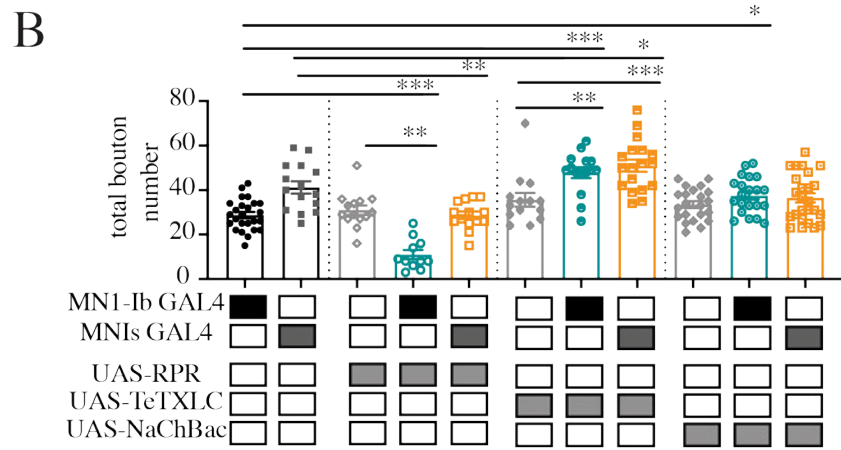 B
*
***
*
**
***
***
**
**
total bouton
number
80
60
40
20
0
MN1-Ib GAL4
MNIs GAL4
UAS-RPR
UAS-TeTXLC
UAS-NaChBac